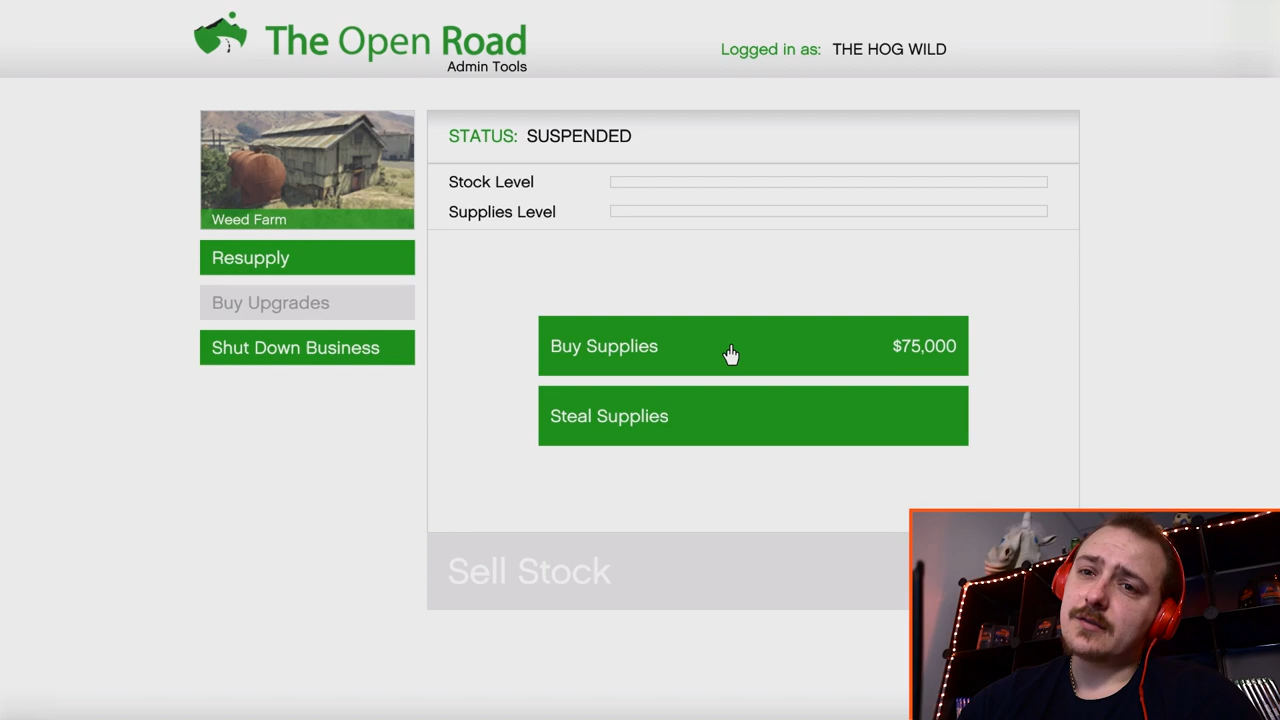 The Open Road
Admin Tools
Logged in as: THE HOG WILD
Weed Farm
Resupply
Buy Upgrades
Shut Down Business
STATUS: SUSPENDED
Stock Level
Supplies Level
Buy Supplies $75,000
Steal Supplies
Sell Stock